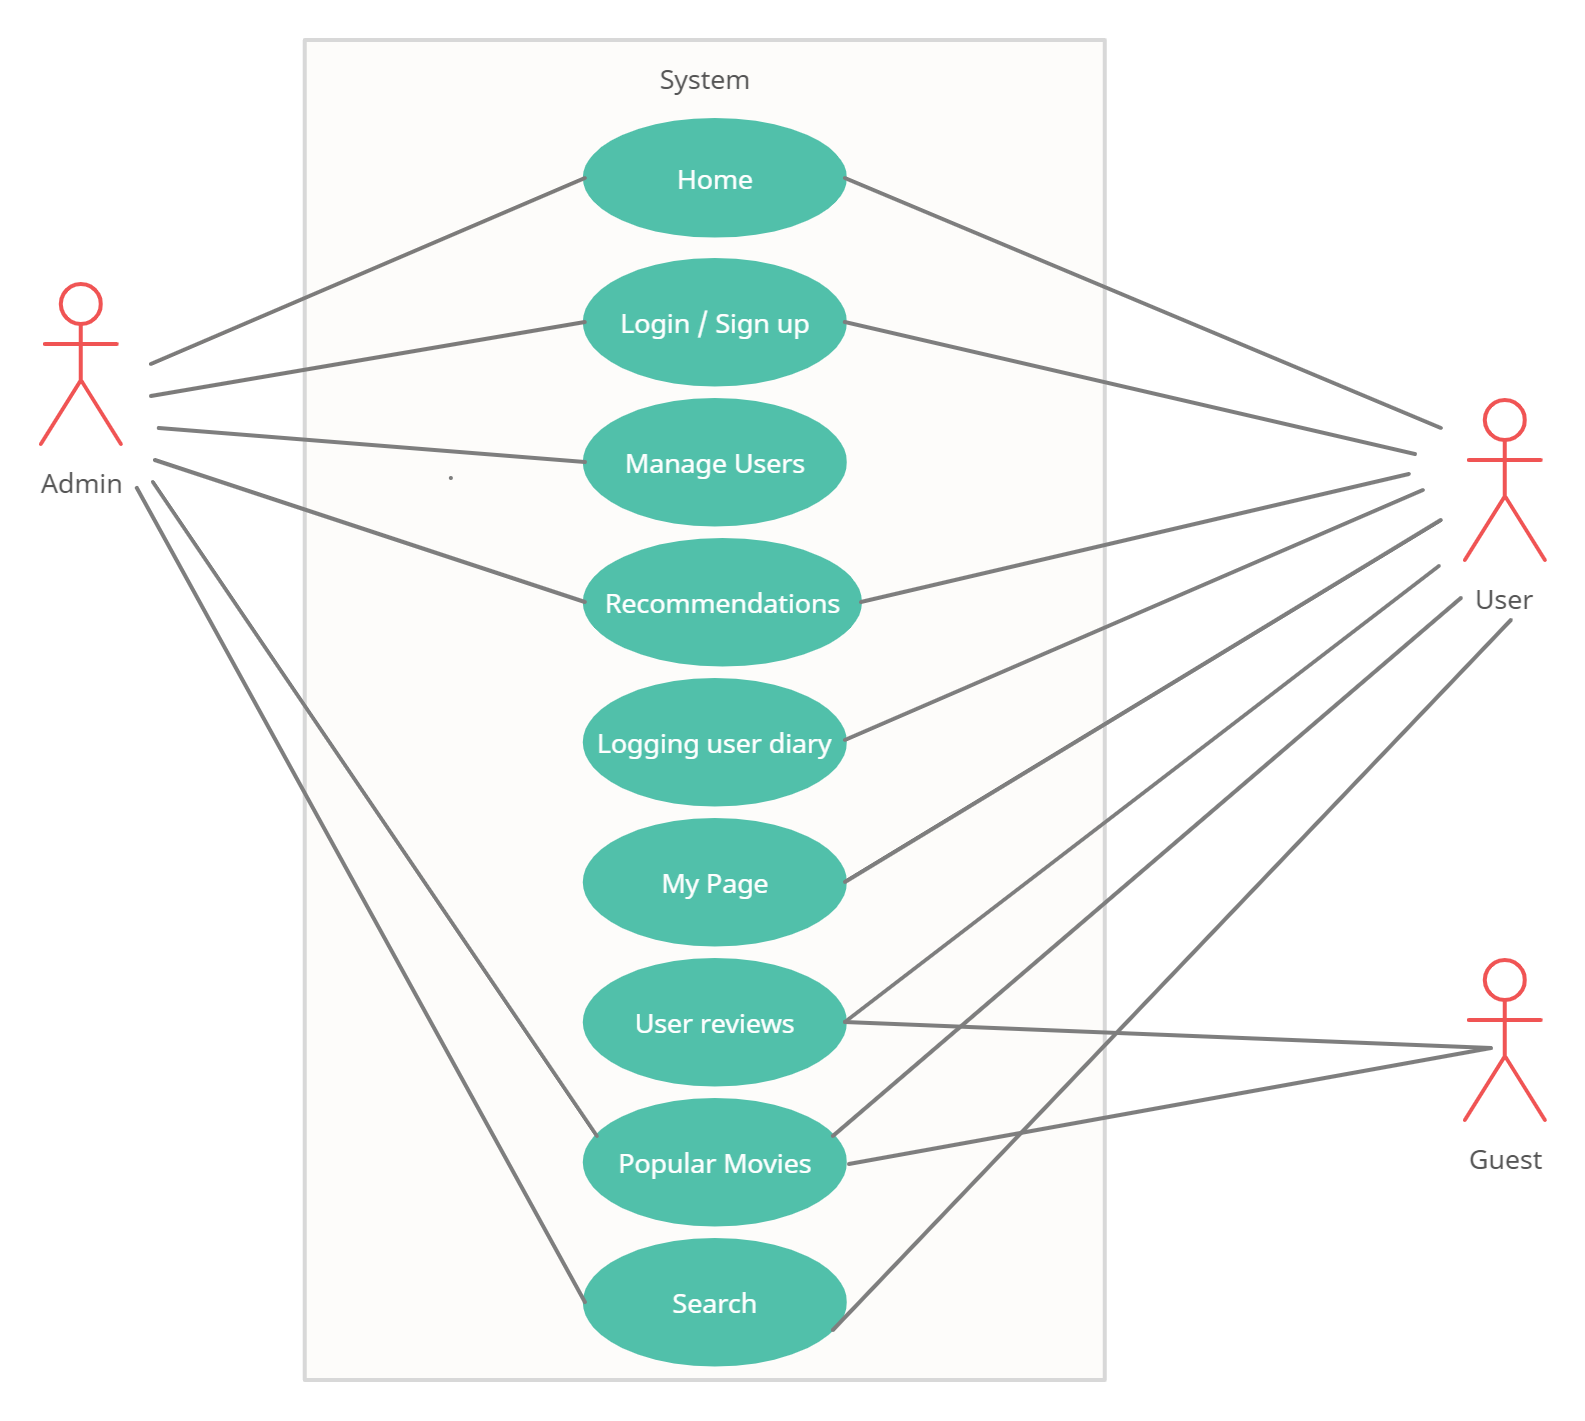 System
Home
Login / Sign up
Manage Users
Recommendations
Logging user diary
My Page
User reviews
Popular Movies
Search
Admin
User
Guest